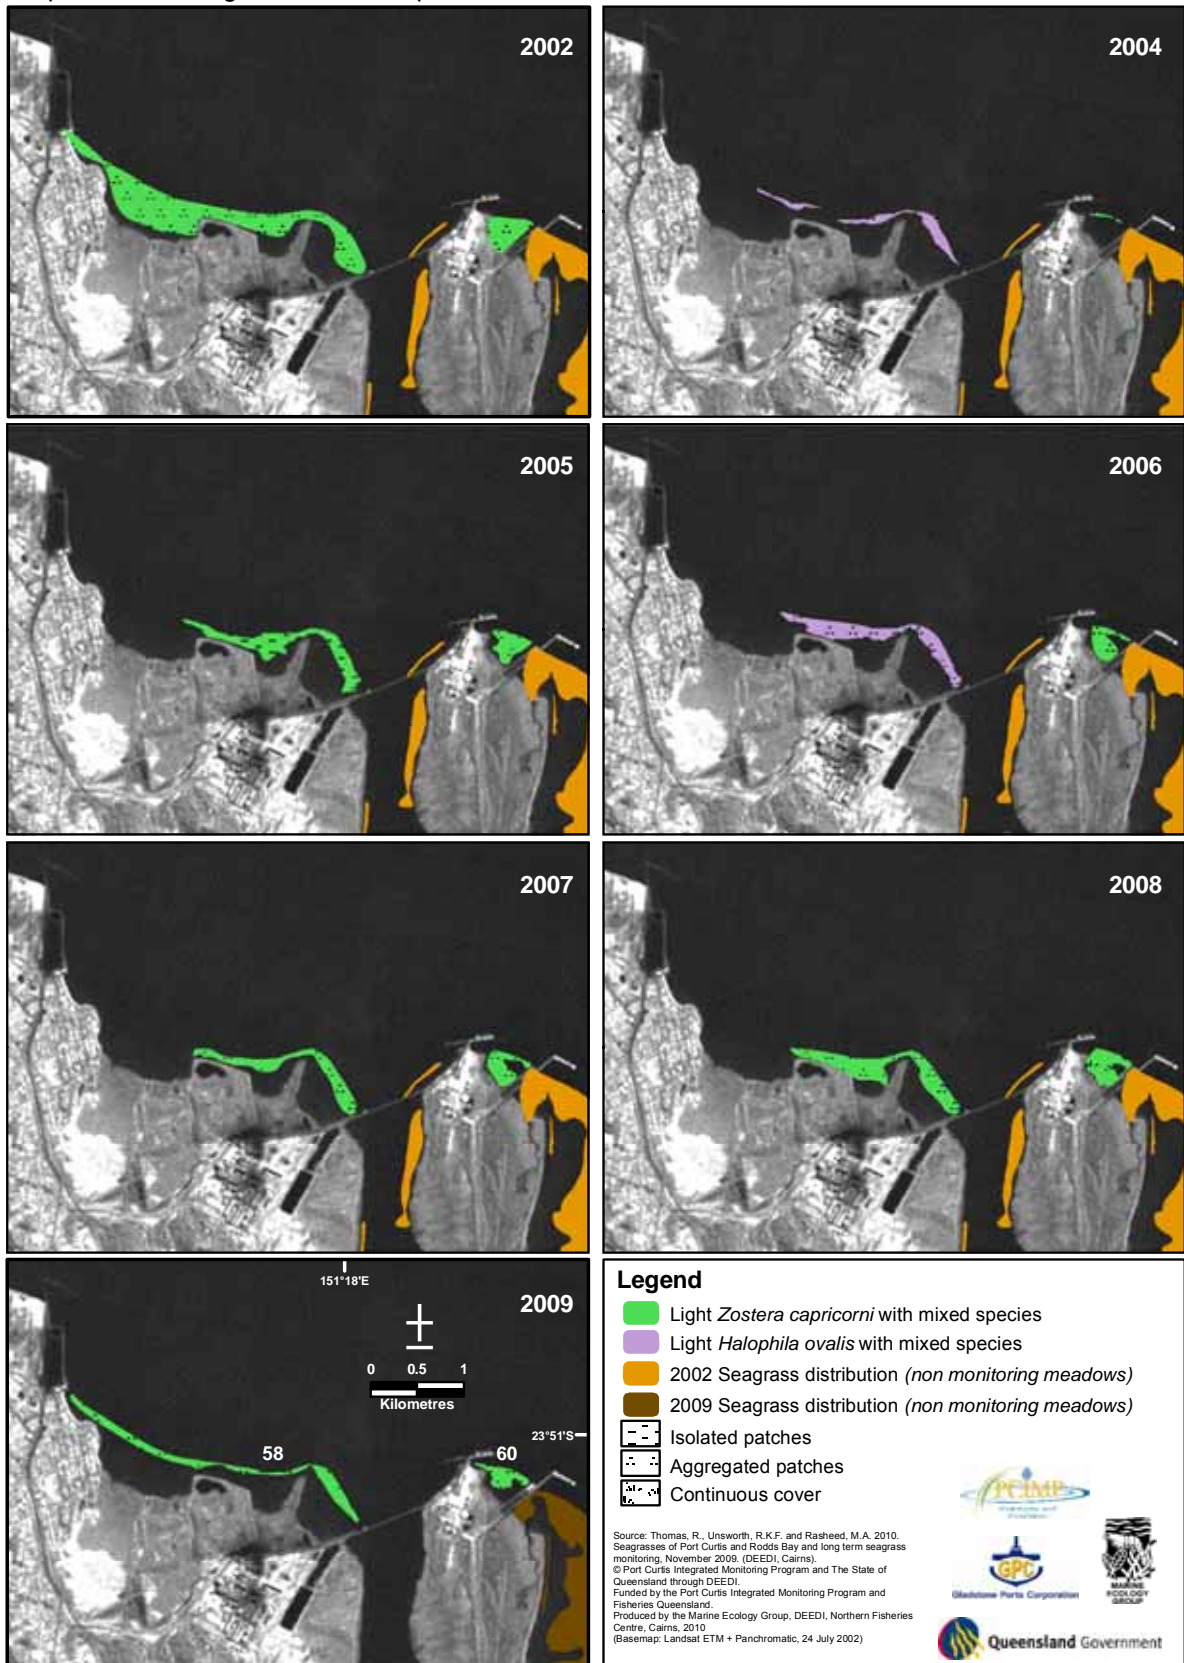 2002
2004
2005
2006
2007
2008
2009
151°18'E
0 0.5 1
Kilometres
23°51'S
58
60
Legend
Light Zostera capricorni with mixed species
Light Halophila ovalis with mixed species
2002 Seagrass distribution (non monitoring meadows)
2009 Seagrass distribution (non monitoring meadows)
Isolated patches
Aggregated patches
Continuous cover
Source: Thomas, R., Unsworth, R.K.F. and Rasheed, M.A. 2010.
Seagrasses of Port Curtis and Rodds Bay and long term seagrass
monitoring, November 2009. (DEEDI, Cairns).
© Port Curtis Integrated Monitoring Program and The State of
Queensland through DEEDI.
Funded by the Port Curtis Integrated Monitoring Program and
Fisheries Queensland.
Produced by the Marine Ecology Group, DEEDI, Northern Fisheries
Centre, Cairns, 2010
(Basemap: Landsat ETM + Panchromatic, 24 July 2002)
PCIMP
GPC
Gladstone Ports Corporation
MARINE
ECOLOGY
GROUP
Queensland Government